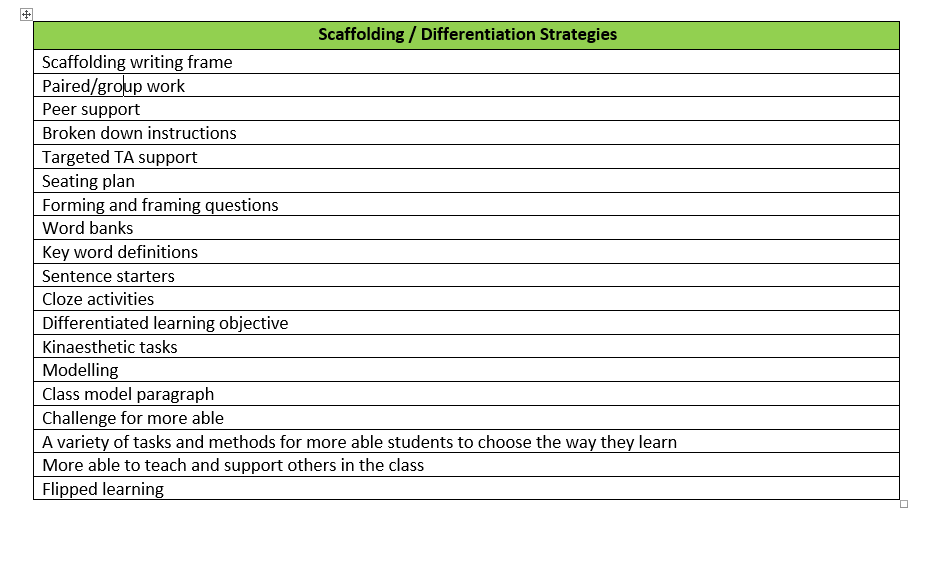 Scaffolding / Differentiation Strategies
Scaffolding writing frame
Paired/group work
Peer support
Broken down instructions
Targeted TA support
Seating plan
Forming and framing questions
Word banks
Key word definitions
Sentence starters
Cloze activities
Differentiated learning objective
Kinaesthetic tasks
Modelling
Class model paragraph
Challenge for more able
A variety of tasks and methods for more able students to choose the way they learn
More able to teach and support others in the class
Flipped learning